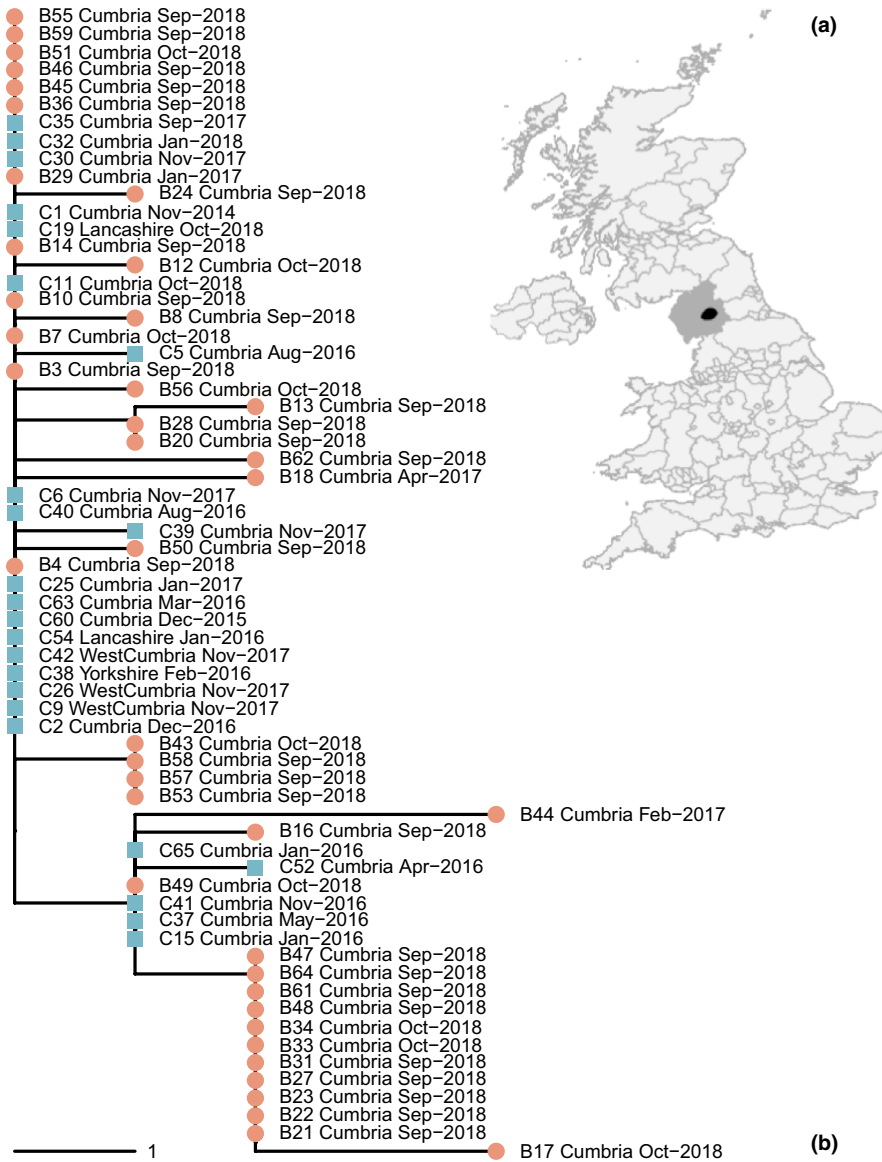 (a)
B55 Cumbria Sep−2018
B59 Cumbria Sep−2018
B51 Cumbria Oct−2018
B46 Cumbria Sep−2018
B45 Cumbria Sep−2018
B36 Cumbria Sep−2018
C35 Cumbria Sep−2017
C32 Cumbria Jan−2018
C30 Cumbria Nov−2017
B29 Cumbria Jan−2017
B24 Cumbria Sep−2018
C1 Cumbria Nov−2014
C19 Lancashire Oct−2018
B14 Cumbria Sep−2018
B12 Cumbria Oct−2018
C11 Cumbria Oct−2018
B10 Cumbria Sep−2018
B8 Cumbria Sep−2018
B7 Cumbria Oct−2018
C5 Cumbria Aug−2016
B3 Cumbria Sep−2018
B56 Cumbria Oct−2018
B13 Cumbria Sep−2018
B28 Cumbria Sep−2018
B20 Cumbria Sep−2018
B62 Cumbria Sep−2018
B18 Cumbria Apr−2017
C6 Cumbria Nov−2017
C40 Cumbria Aug−2016
C39 Cumbria Nov−2017
B50 Cumbria Sep−2018
B4 Cumbria Sep−2018
C25 Cumbria Jan−2017
C63 Cumbria Mar−2016
C60 Cumbria Dec−2015
C54 Lancashire Jan−2016
C42 WestCumbria Nov−2017
C38 Yorkshire Feb−2016
C26 WestCumbria Nov−2017
C9 WestCumbria Nov−2017
C2 Cumbria Dec−2016
B43 Cumbria Oct−2018
B58 Cumbria Sep−2018
B57 Cumbria Sep−2018
B53 Cumbria Sep−2018
B44 Cumbria Feb−2017
B16 Cumbria Sep−2018
C65 Cumbria Jan−2016
C52 Cumbria Apr−2016
B49 Cumbria Oct−2018
C41 Cumbria Nov−2016
C37 Cumbria May−2016
C15 Cumbria Jan−2016
B47 Cumbria Sep−2018
B64 Cumbria Sep−2018
B61 Cumbria Sep−2018
B48 Cumbria Sep−2018
B34 Cumbria Oct−2018
B33 Cumbria Oct−2018
B31 Cumbria Sep−2018
B27 Cumbria Sep−2018
B23 Cumbria Sep−2018
B22 Cumbria Sep−2018
B21 Cumbria Sep−2018
B17 Cumbria Oct−2018
1
(b)